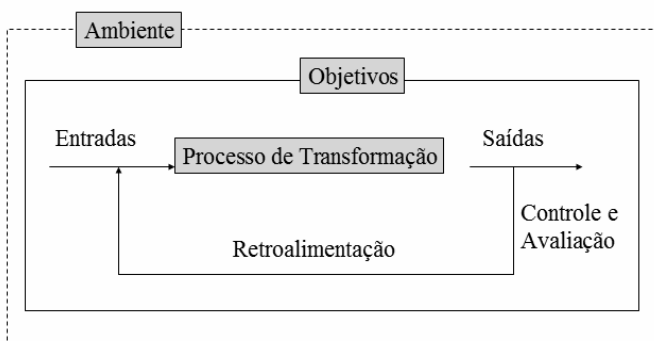 Ambiente
Objetivos
Entradas
Processo de Transformação
Saídas
Controle e
Avaliação
Retroalimentação